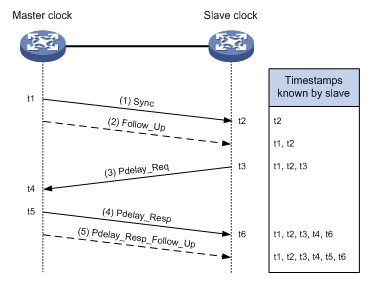 Master clock
Slave clock
Timestamps
known by slave
t1
(1) Sync
t2
t2
(2) Follow_Up
t1, t2
(3) Pdelay_Req
t3
t1, t2, t3
t4
t5
(4) Pdelay_Resp
t6
t1, t2, t3, t4, t6
(5) Pdelay_Resp_Follow_Up
t1, t2, t3, t4, t5, t6